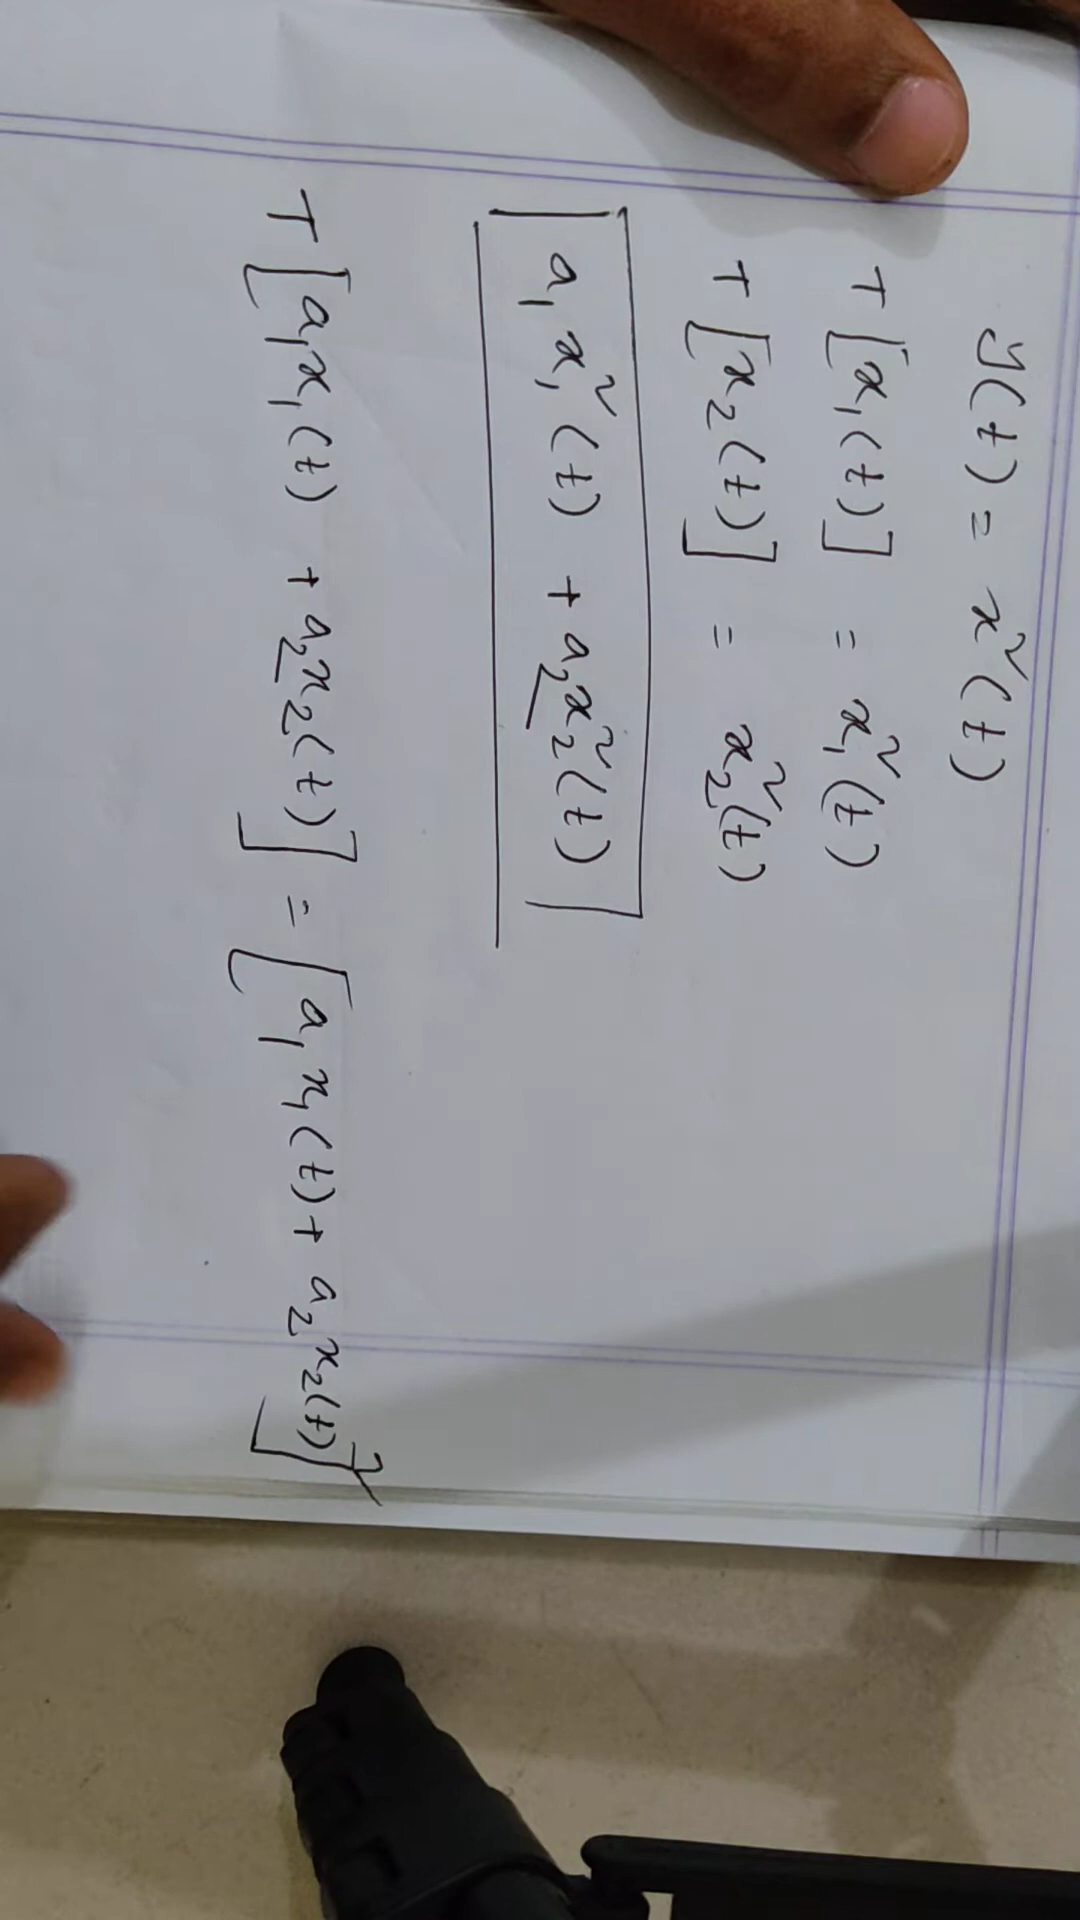 y(t) = x²(t)
T[x₁(t)] = x₁²(t)
T[x₂(t)] = x₂²(t)
a₁x₁²(t) + a₂x₂²(t)
T[a₁x₁(t) + a₂x₂(t)] = [a₁x₁(t) + a₂x₂(t)]²